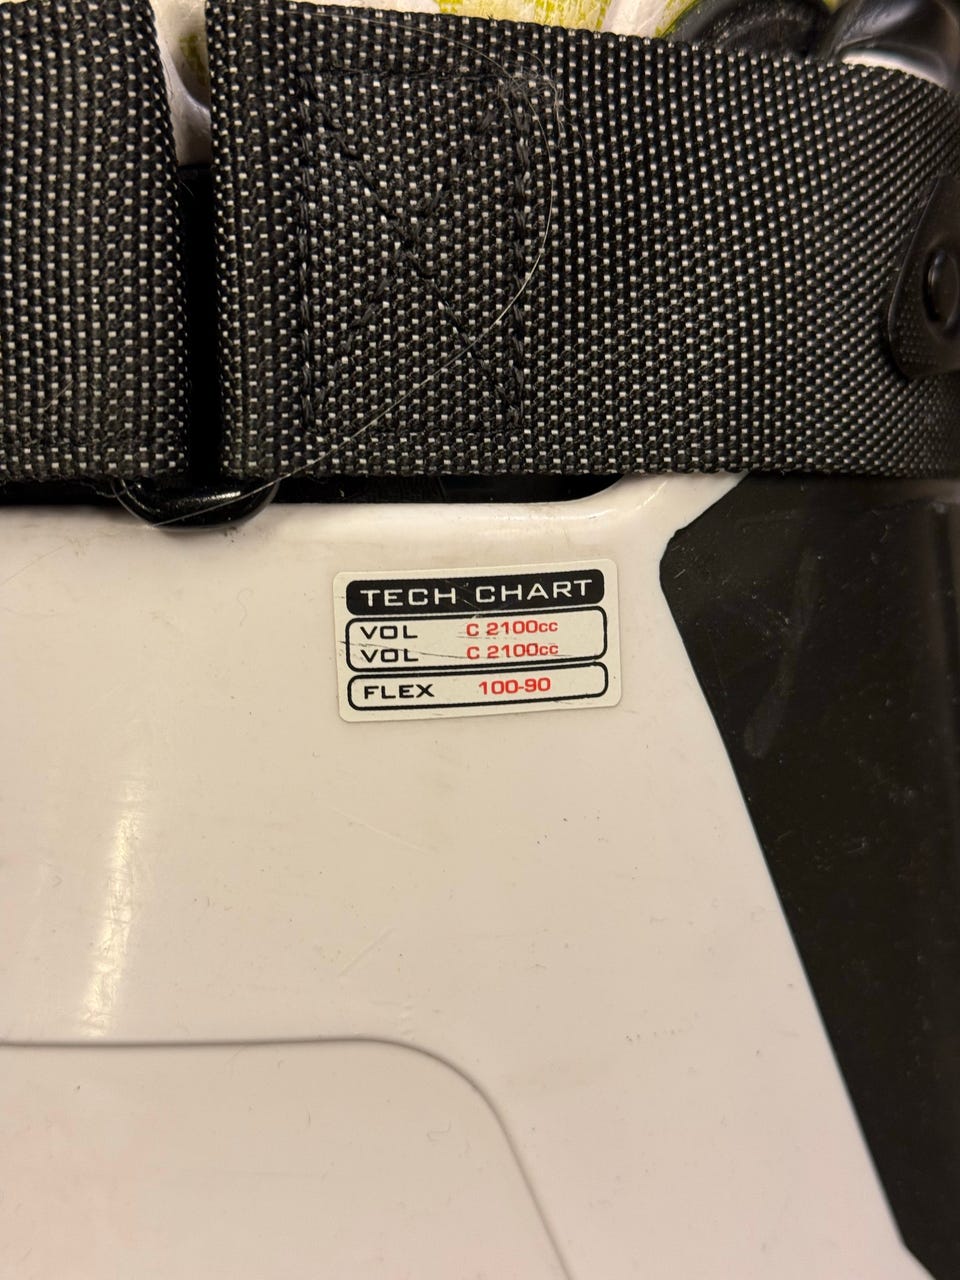 TECH CHART
VOL C 2100cc
VOL C 2100cc
FLEX 100-90